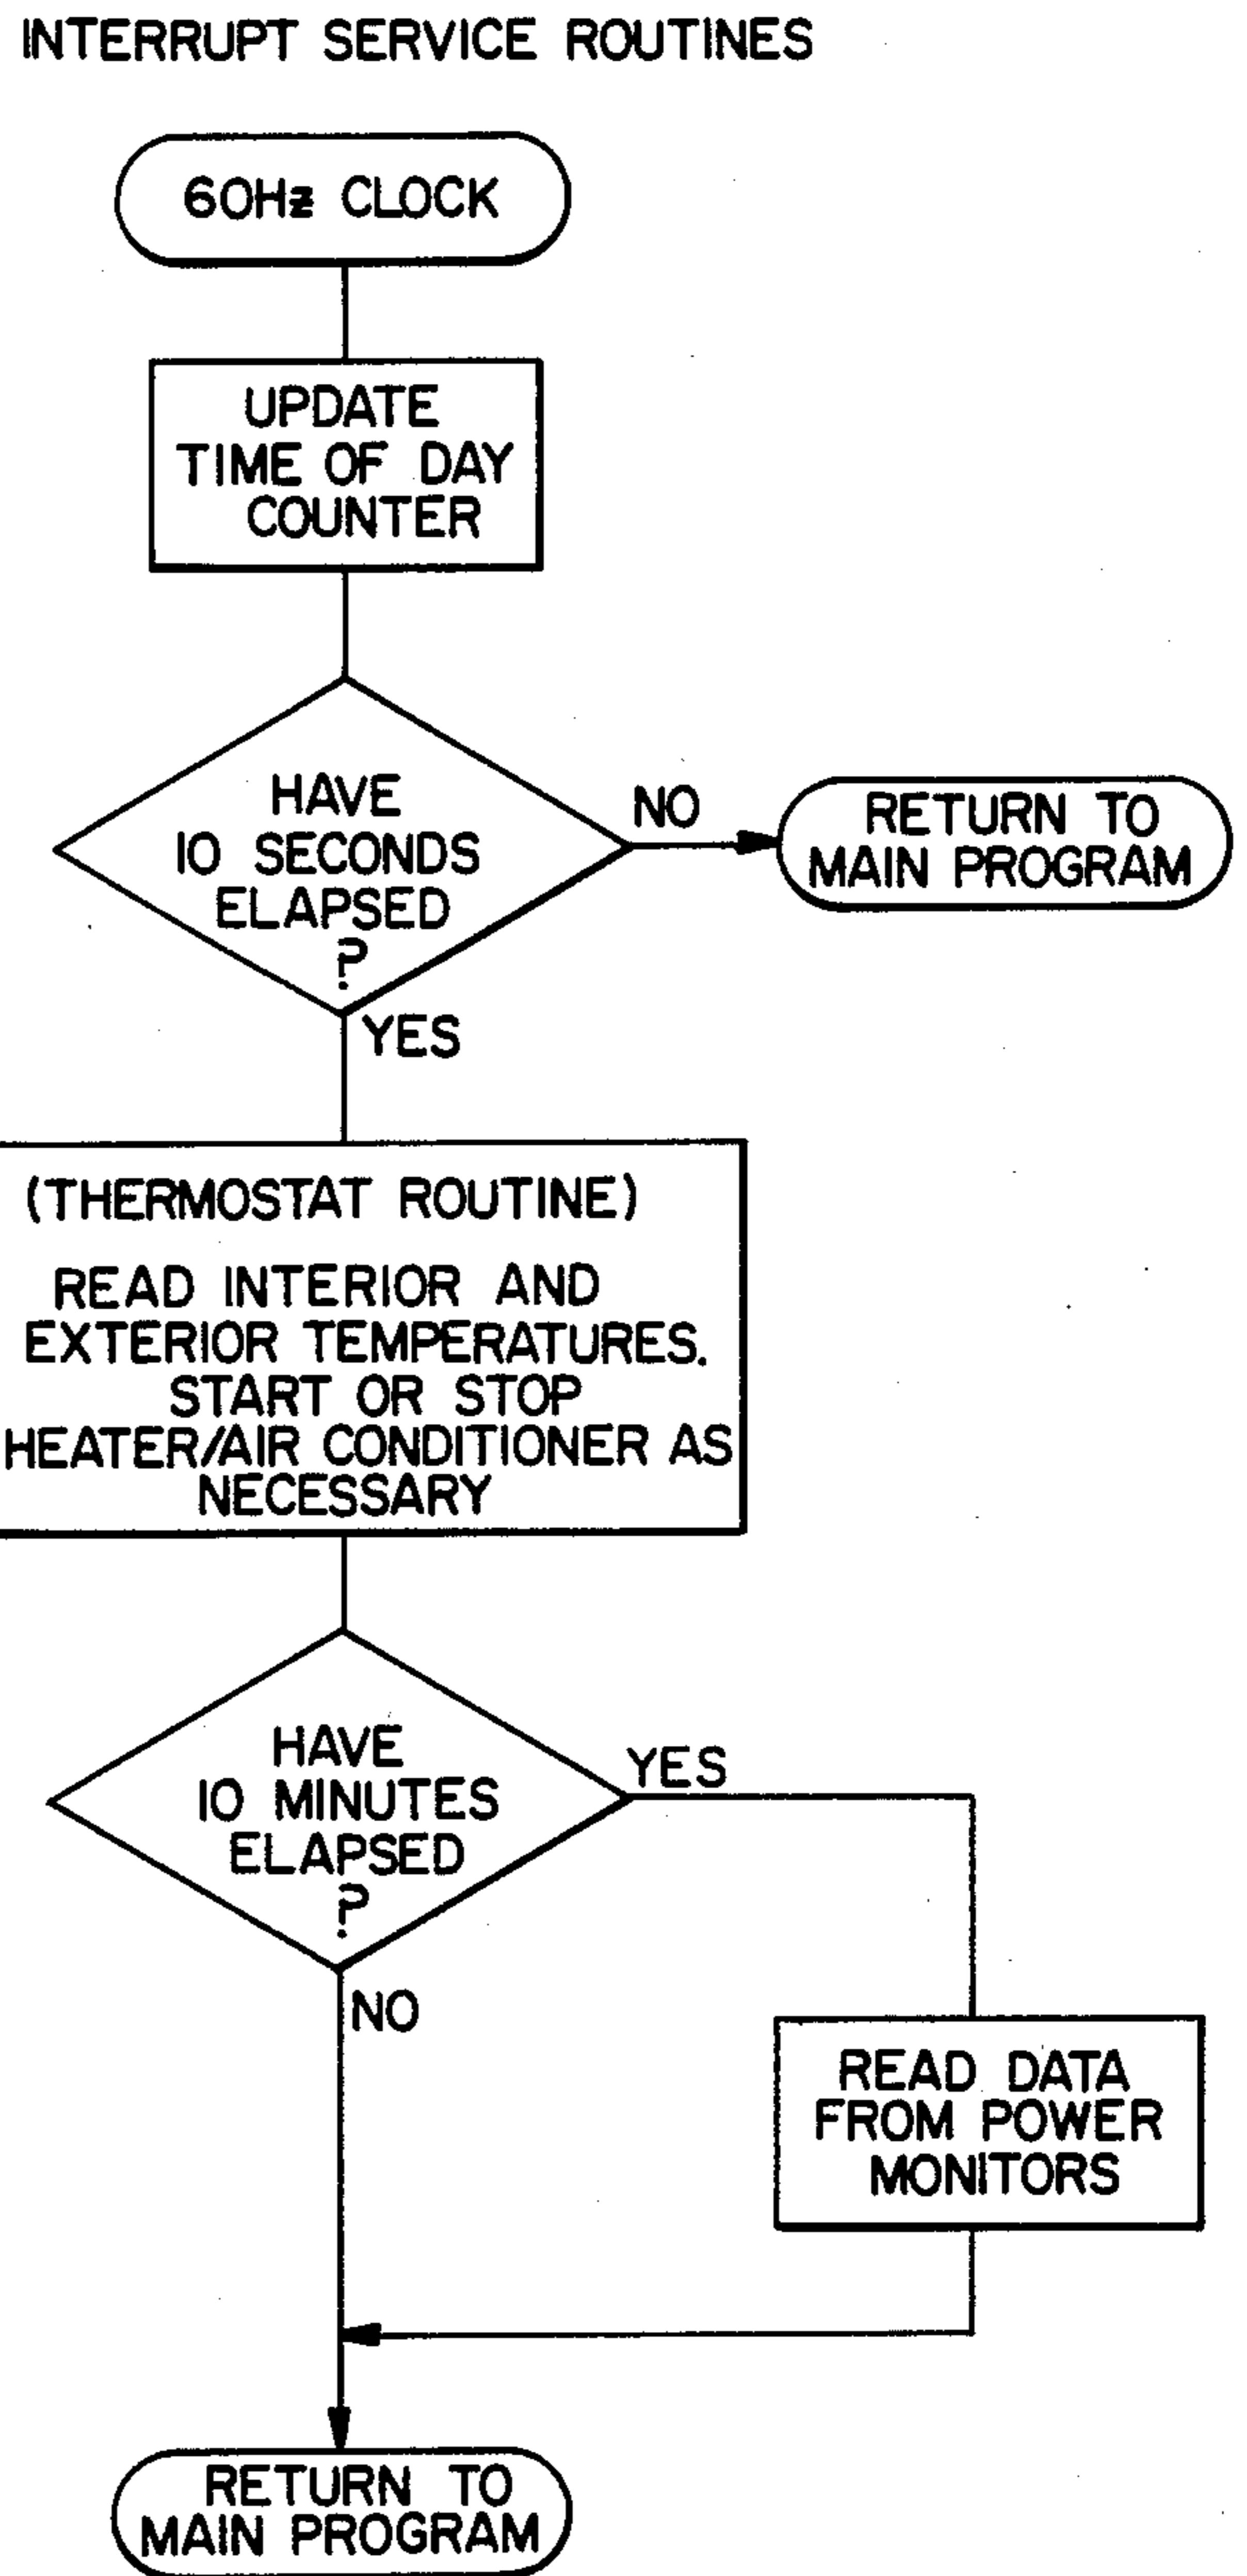 INTERRUPT SERVICE ROUTINES
60Hz CLOCK
UPDATE
TIME OF DAY
COUNTER
HAVE
10 SECONDS
ELAPSED
?
NO
RETURN TO
MAIN PROGRAM
YES
(THERMOSTAT ROUTINE)
READ INTERIOR AND
EXTERIOR TEMPERATURES.
START OR STOP
HEATER/AIR CONDITIONER AS
NECESSARY
HAVE
10 MINUTES
ELAPSED
?
YES
NO
READ DATA
FROM POWER
MONITORS
RETURN TO
MAIN PROGRAM